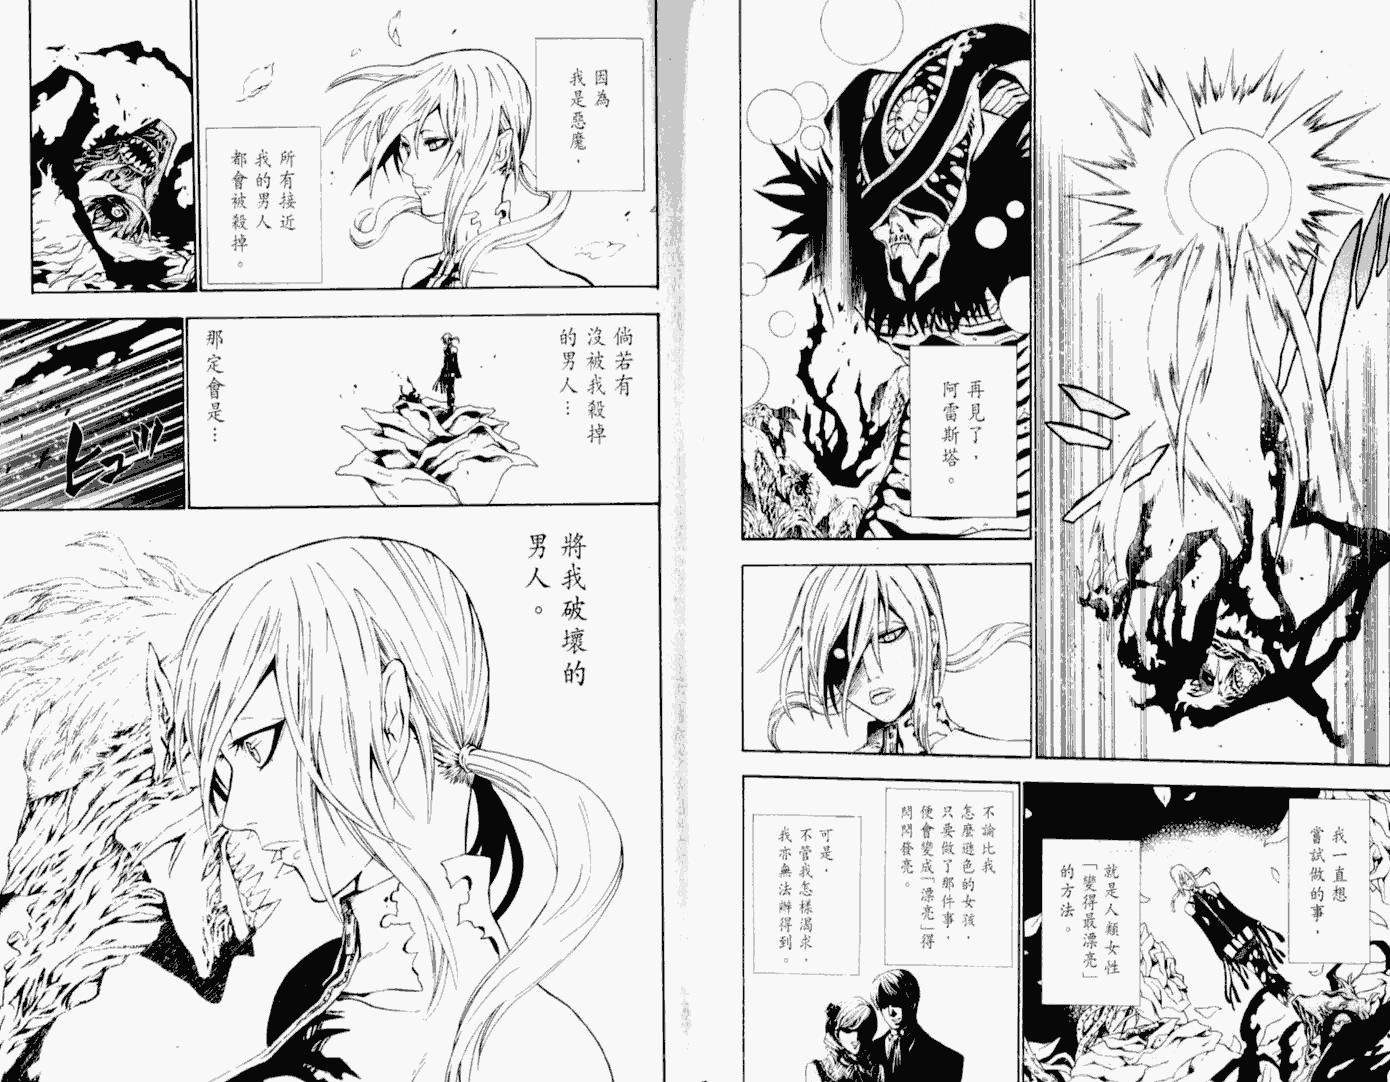 再見了，
阿雷斯塔。
我一直想
嘗試做的事，
就是人類女性
「變得最漂亮」
的方法。
不論比我
怎麼遜色的女孩，
只要做了那件事，
便會變成「漂亮」得
閃閃發亮。
可是，
不管我怎樣渴求，
我亦無法辦得到。
因為
我是惡魔，
所有接近
我的男人
都會被殺掉。
倘若有
沒被我殺掉
的男人…
那定會是…
ヒュッ
將我破壞的
男人。